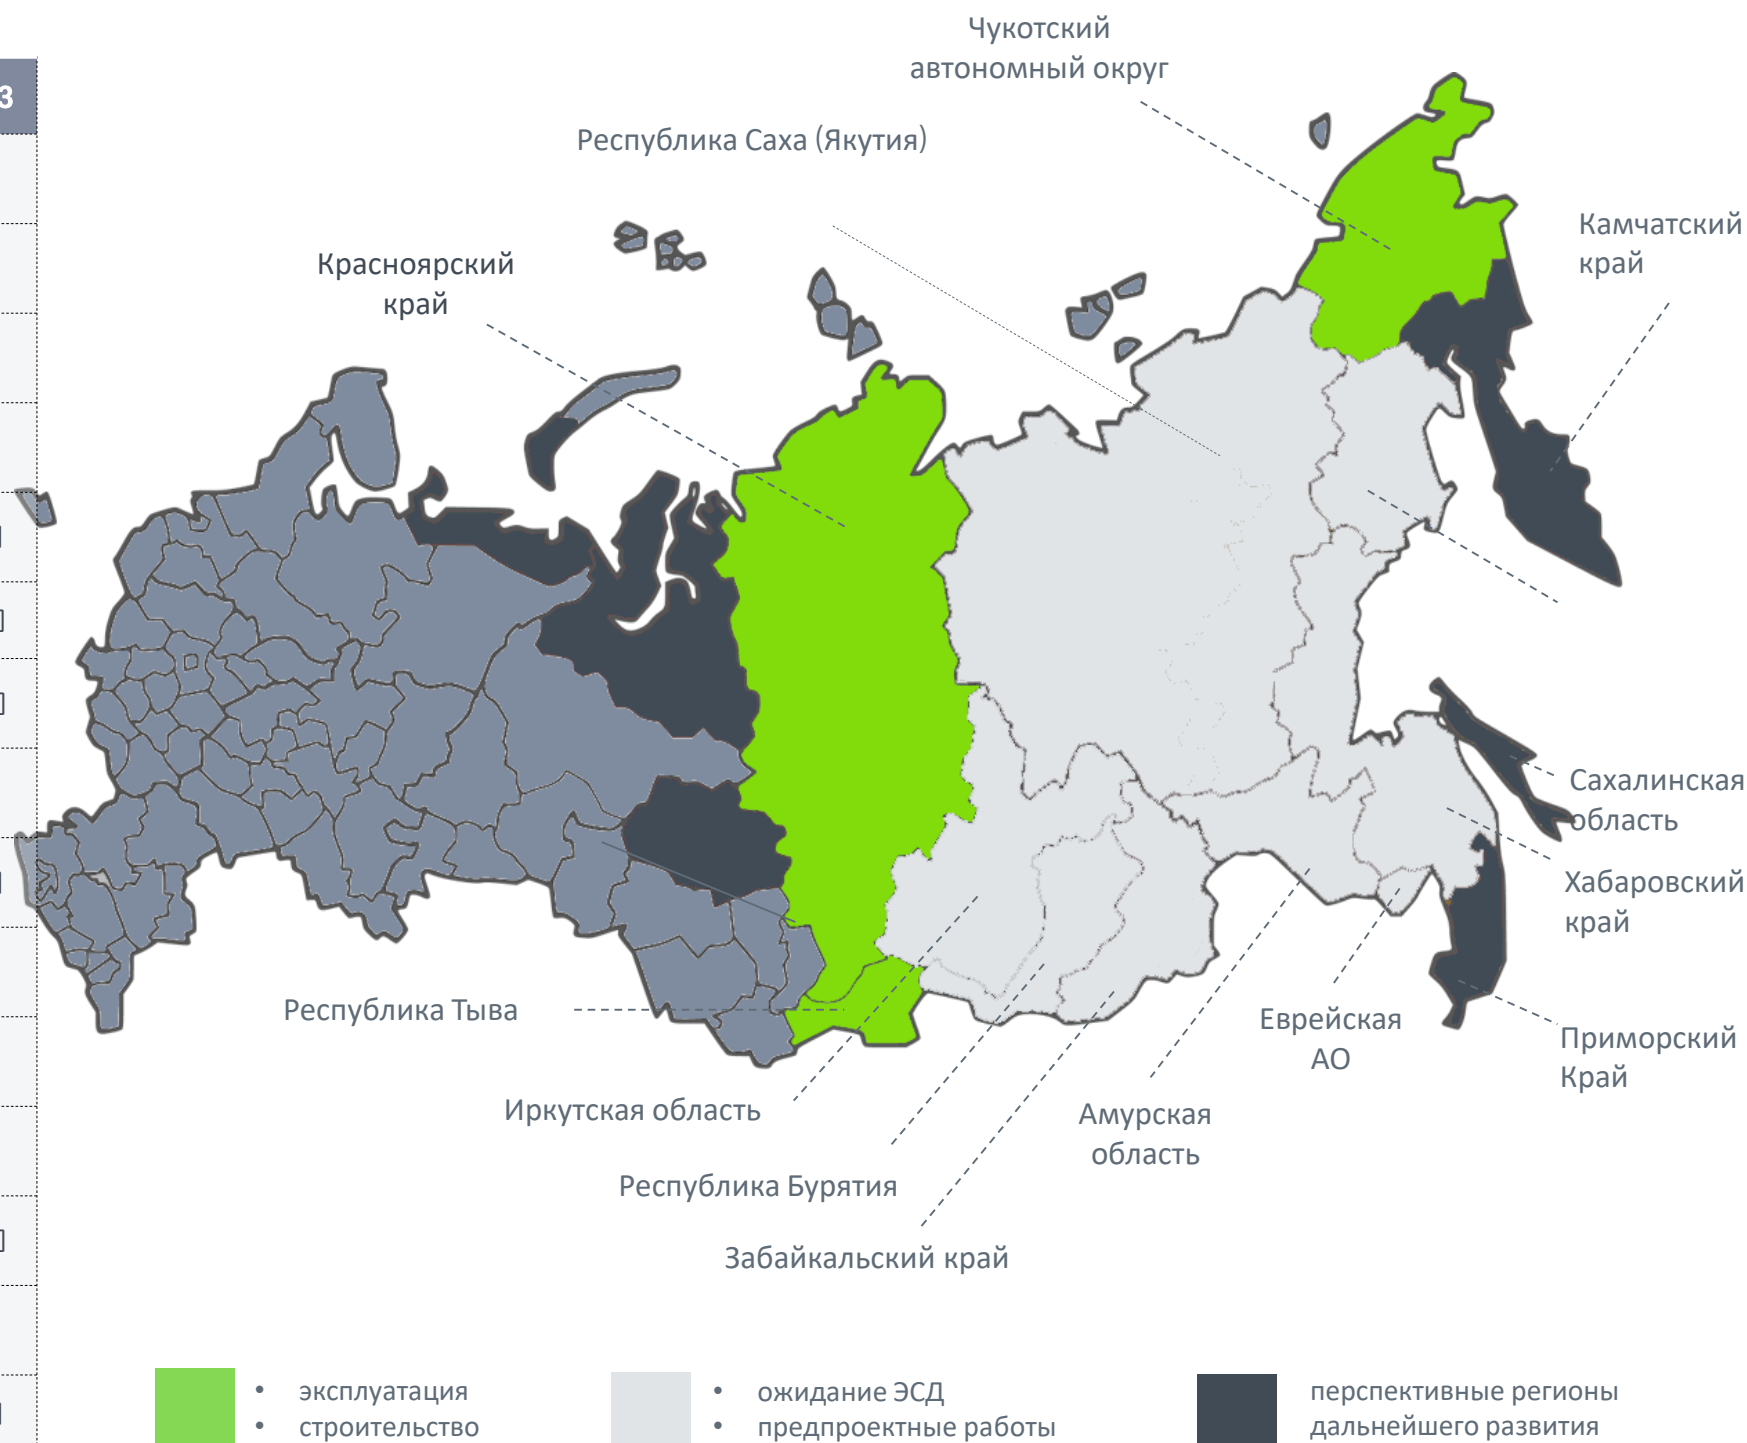 Чукотский
автономный округ
3
Республика Саха (Якутия)
Камчатский
край
Красноярский
край
Сахалинская
область
Хабаровский
край
Республика Тыва
Еврейская
АО
Приморский
Край
Иркутская область
Амурская
область
Республика Бурятия
Забайкальский край
• эксплуатация
• строительство
• ожидание ЭСД
• предпроектные работы
перспективные регионы
дальнейшего развития